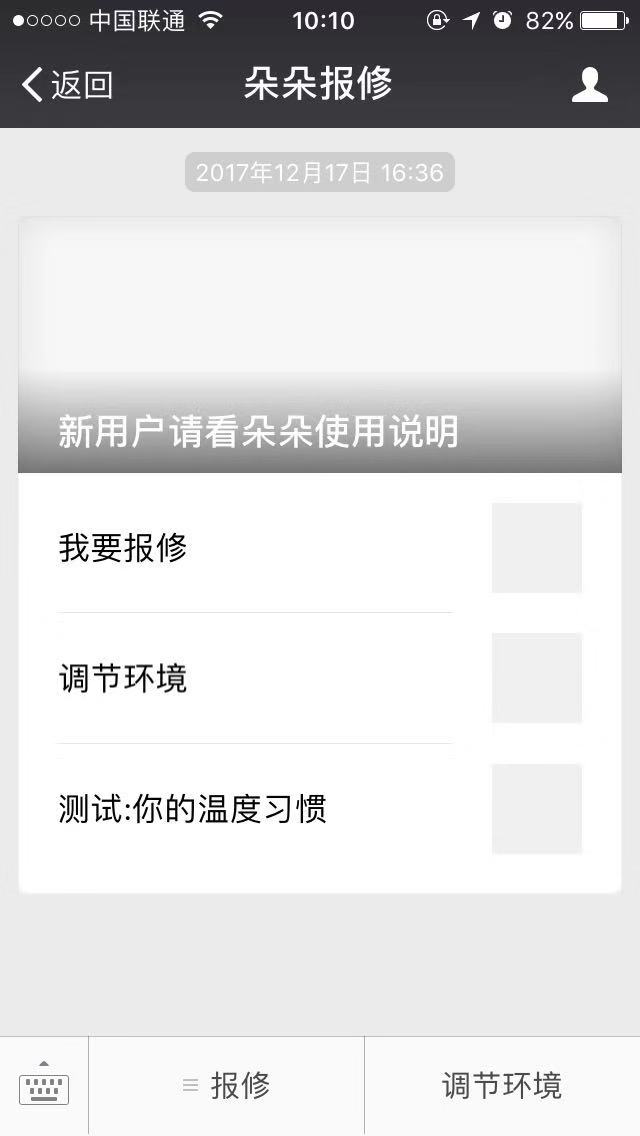 中国联通 10:10 82%
返回 朵朵报修
2017年12月17日 16:36
新用户请看朵朵使用说明
我要报修
调节环境
测试:你的温度习惯
报修 调节环境